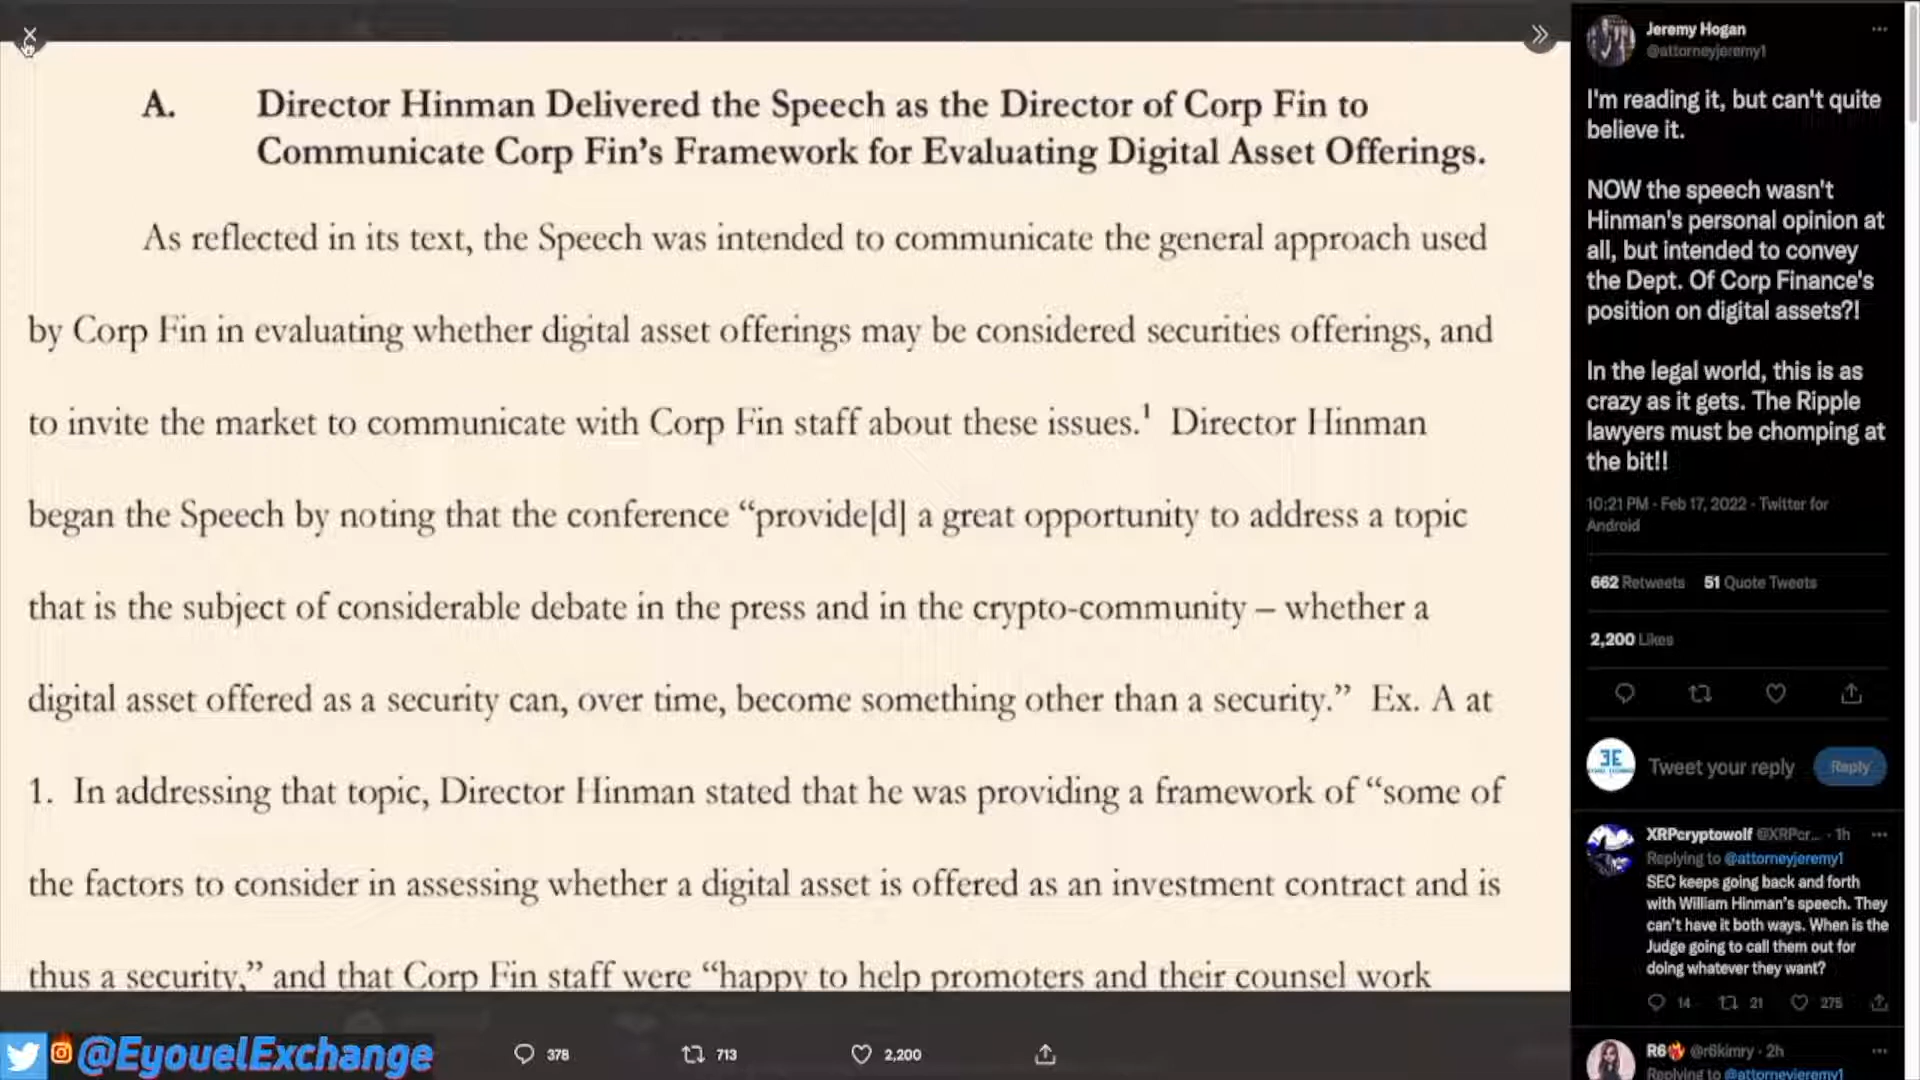 A. Director Hinman Delivered the Speech as the Director of Corp Fin to
Communicate Corp Fin's Framework for Evaluating Digital Asset Offerings.
As reflected in its text, the Speech was intended to communicate the general approach used
by Corp Fin in evaluating whether digital asset offerings may be considered securities offerings, and
to invite the market to communicate with Corp Fin staff about these issues.¹ Director Hinman
began the Speech by noting that the conference “provide[d] a great opportunity to address a topic
that is the subject of considerable debate in the press and in the crypto-community – whether a
digital asset offered as a security can, over time, become something other than a security.” Ex. A at
1. In addressing that topic, Director Hinman stated that he was providing a framework of “some of
the factors to consider in assessing whether a digital asset is offered as an investment contract and is
thus a security,” and that Corp Fin staff were “happy to help promoters and their counsel work
@EyouelExchange
378
713
2,200
Jeremy Hogan
@attorneyjeremy1
I'm reading it, but can't quite
believe it.
NOW the speech wasn't
Hinman's personal opinion at
all, but intended to convey
the Dept. Of Corp Finance's
position on digital assets?!
In the legal world, this is as
crazy as it gets. The Ripple
lawyers must be chomping at
the bit!!
10:21 PM · Feb 17, 2022 · Twitter for
Android
662 Retweets 51 Quote Tweets
2,200 Likes
Tweet your reply
Reply
XRPcryptowolf @XRPcr... · 1h
Replying to @attorneyjeremy1
SEC keeps going back and forth
with William Hinman's speech. They
can't have it both ways. When is the
Judge going to call them out for
doing whatever they want?
14 21 275
R6 @r6kimry · 2h
Replying to @attorneyjeremy1